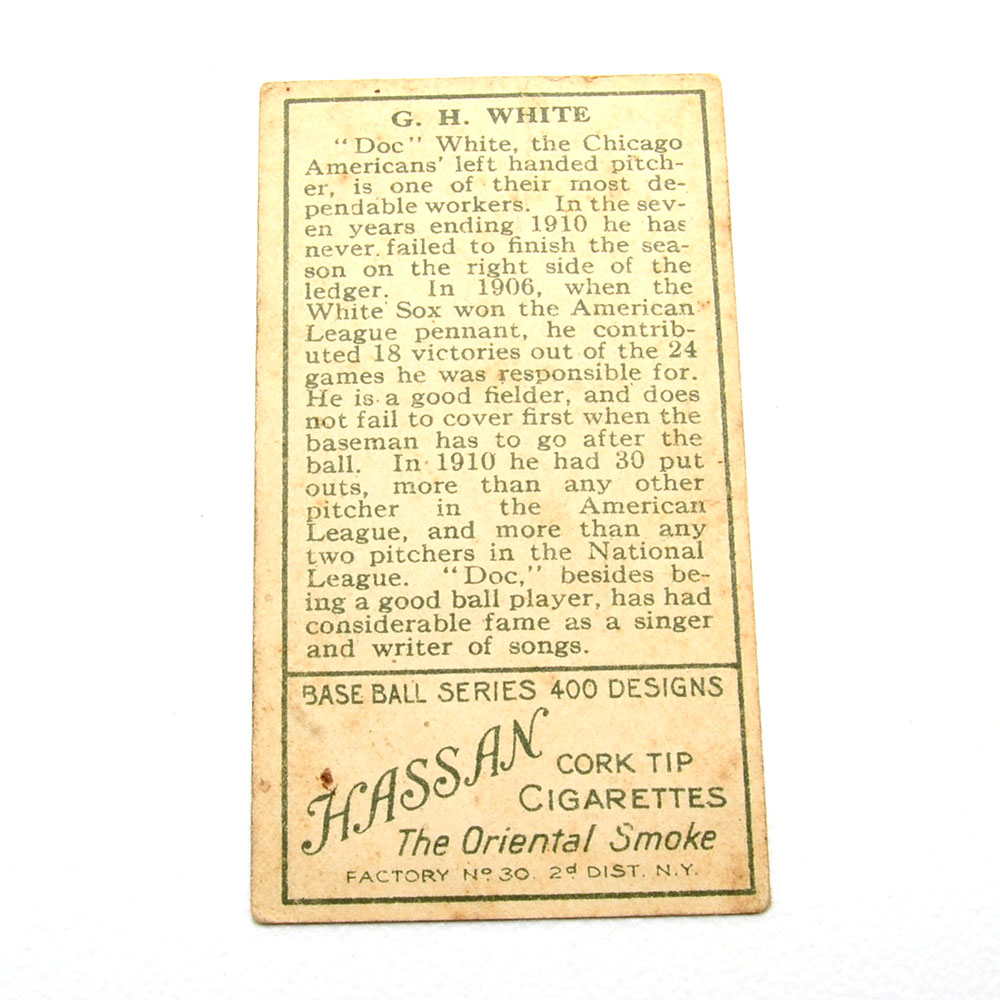 G. H. WHITE
"Doc" White, the Chicago
Americans' left handed pitch-
er, is one of their most de-
pendable workers. In the sev-
en years ending 1910 he has
never failed to finish the sea-
son on the right side of the
ledger. In 1906, when the
White Sox won the American
League pennant, he contrib-
uted 18 victories out of the 24
games he was responsible for.
He is a good fielder, and does
not fail to cover first when the
baseman has to go after the
ball. In 1910 he had 30 put
outs, more than any other
pitcher in the American
League, and more than any
two pitchers in the National
League. "Doc," besides be-
ing a good ball player, has had
considerable fame as a singer
and writer of songs.
BASE BALL SERIES 400 DESIGNS
HASSAN
CORK TIP
CIGARETTES
The Oriental Smoke
FACTORY Nº 30. 2d DIST. N.Y.